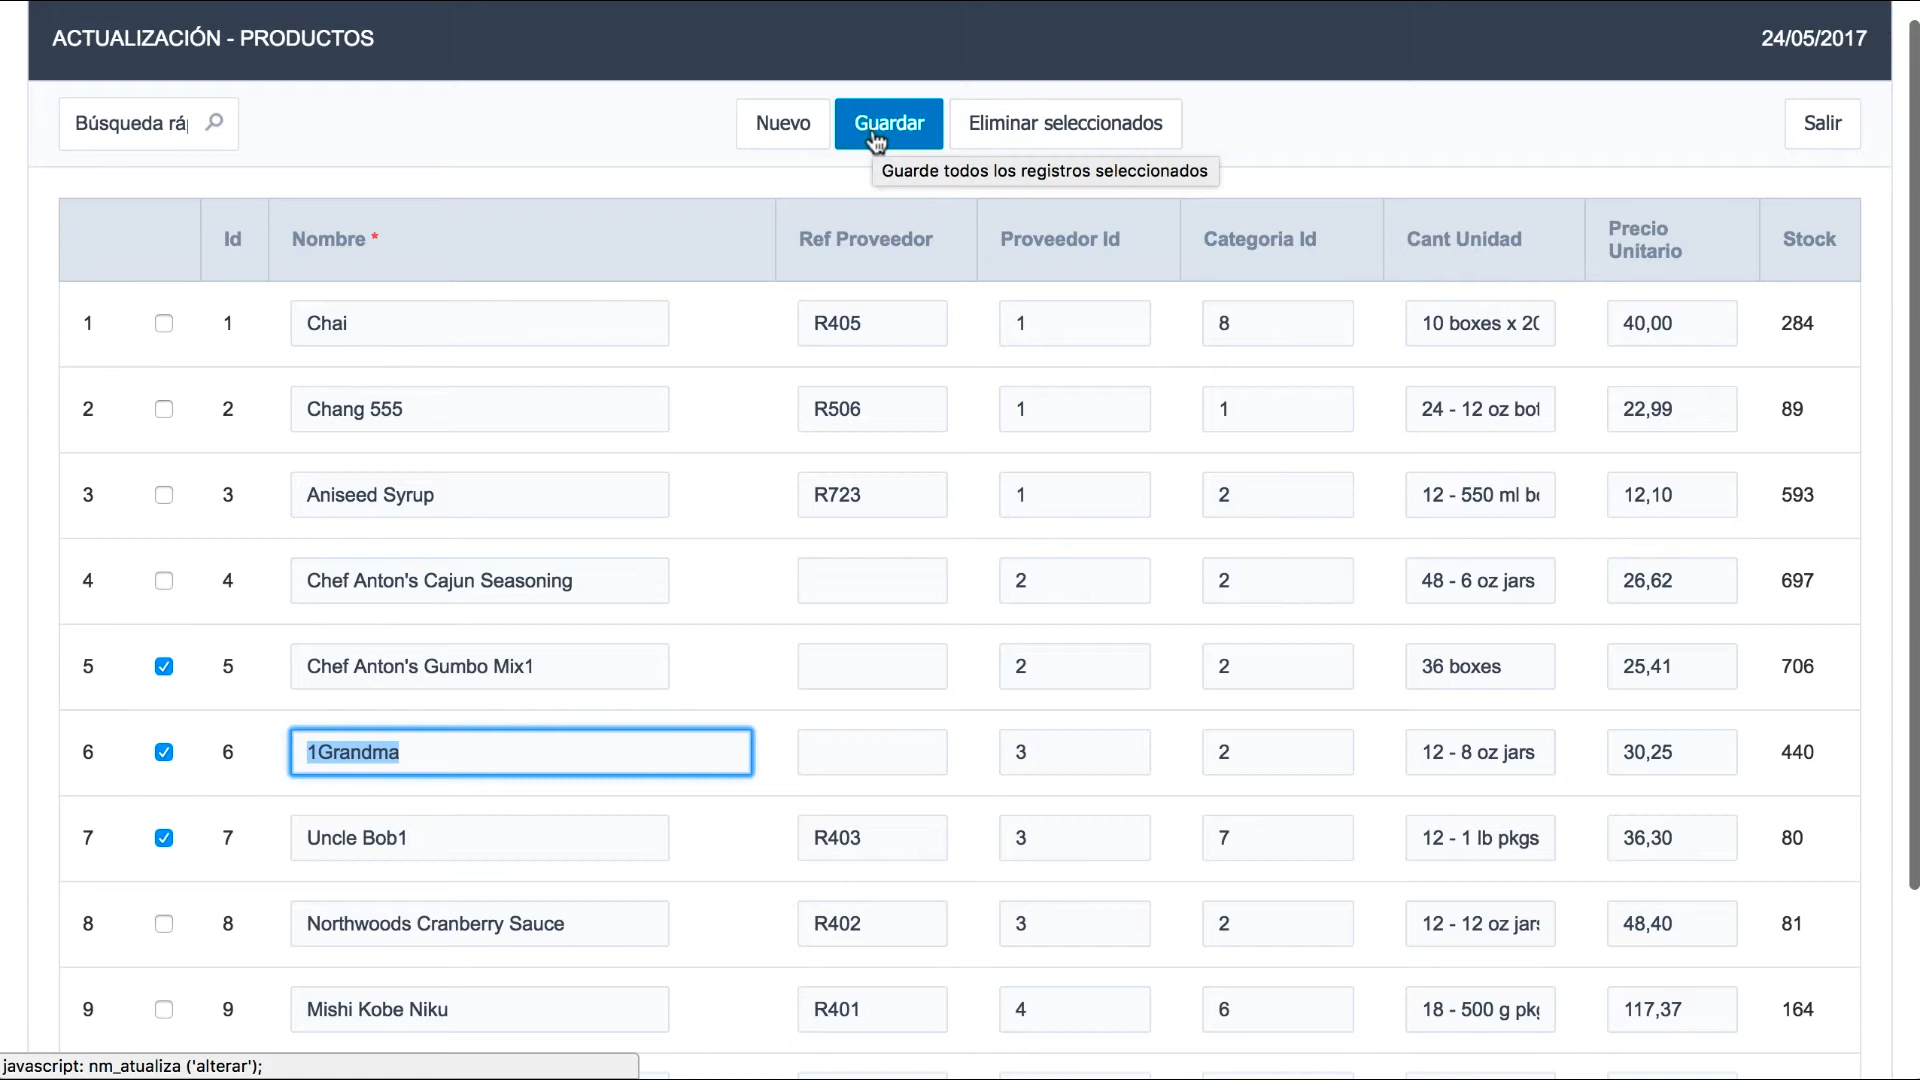 ACTUALIZACIÓN - PRODUCTOS 24/05/2017
Búsqueda ráp Nuevo Guardar Eliminar seleccionados Salir
Guarde todos los registros seleccionados
Id Nombre * Ref Proveedor Proveedor Id Categoria Id Cant Unidad Precio Unitario Stock
1 1 Chai R405 1 8 10 boxes x 20 40,00 284
2 2 Chang 555 R506 1 1 24 - 12 oz bot 22,99 89
3 3 Aniseed Syrup R723 1 2 12 - 550 ml bo 12,10 593
4 4 Chef Anton's Cajun Seasoning 2 2 48 - 6 oz jars 26,62 697
5 5 Chef Anton's Gumbo Mix1 2 2 36 boxes 25,41 706
6 6 1Grandma 3 2 12 - 8 oz jars 30,25 440
7 7 Uncle Bob1 R403 3 7 12 - 1 lb pkgs 36,30 80
8 8 Northwoods Cranberry Sauce R402 3 2 12 - 12 oz jars 48,40 81
9 9 Mishi Kobe Niku R401 4 6 18 - 500 g pkg 117,37 164
javascript: nm_atualiza ('alterar');